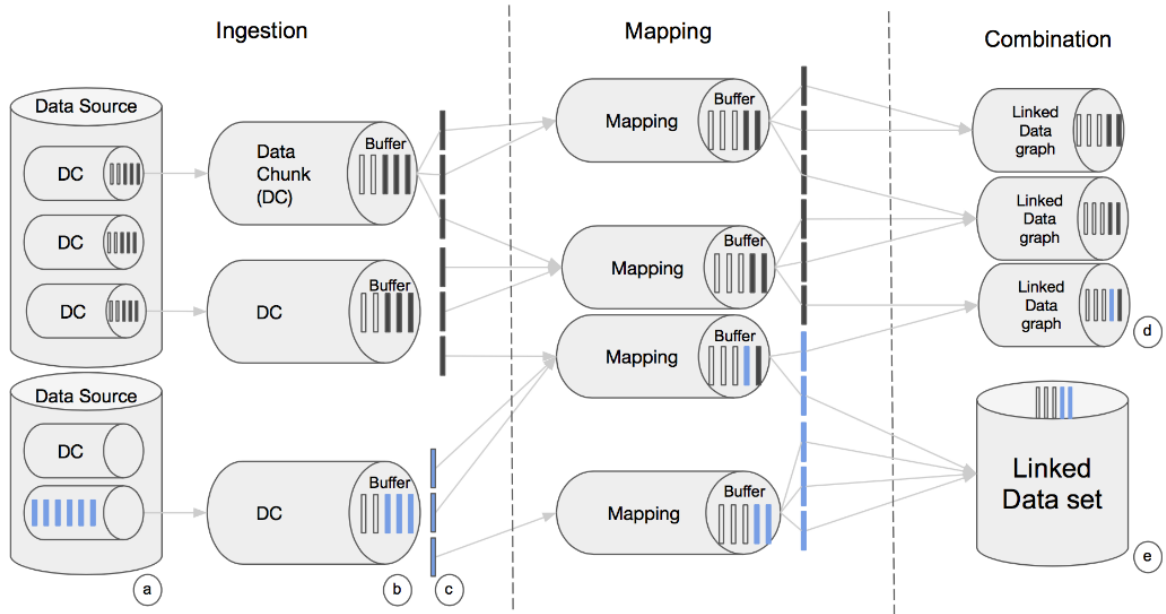 Ingestion
Mapping
Combination
Data Source
DC
DC
DC
Data Source
DC
a
Data
Chunk
(DC)
Buffer
DC
Buffer
DC
Buffer
b
c
Mapping
Buffer
Mapping
Buffer
Mapping
Buffer
Mapping
Buffer
Linked
Data
graph
Linked
Data
graph
Linked
Data
graph
d
Linked
Data set
e